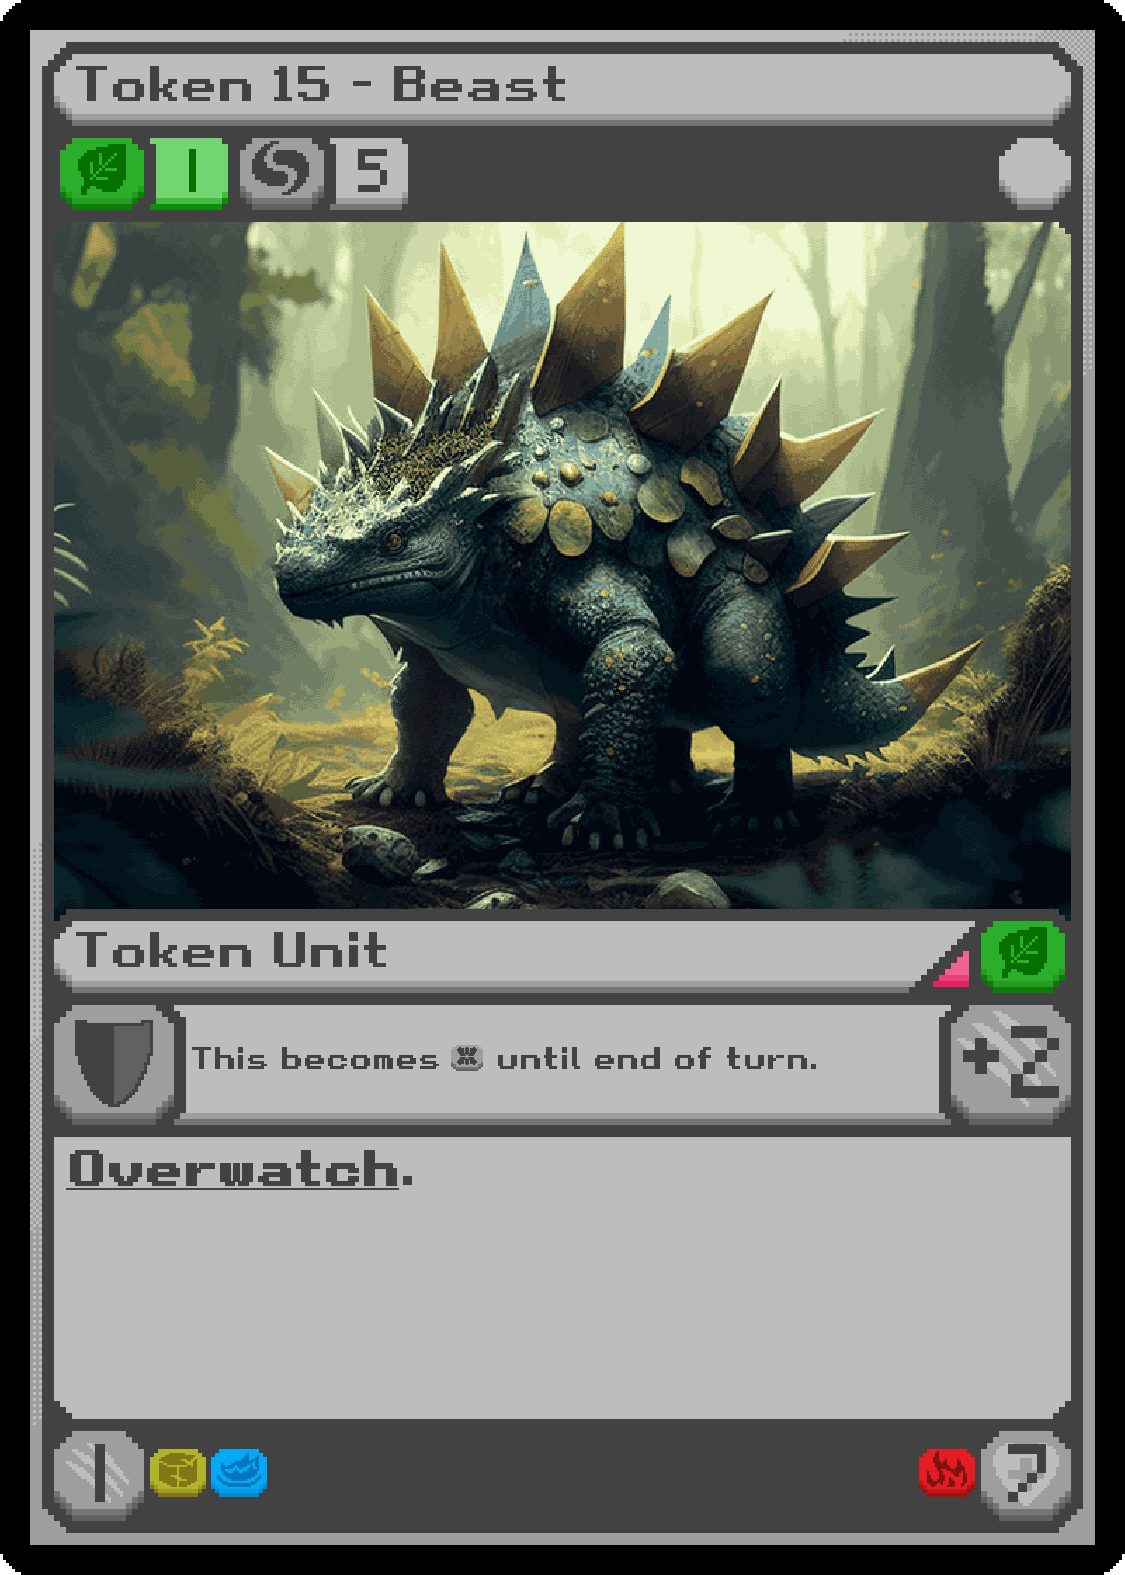 Token 15 - Beast
1 5
Token Unit
This becomes until end of turn.
+2
Overwatch.
1 7